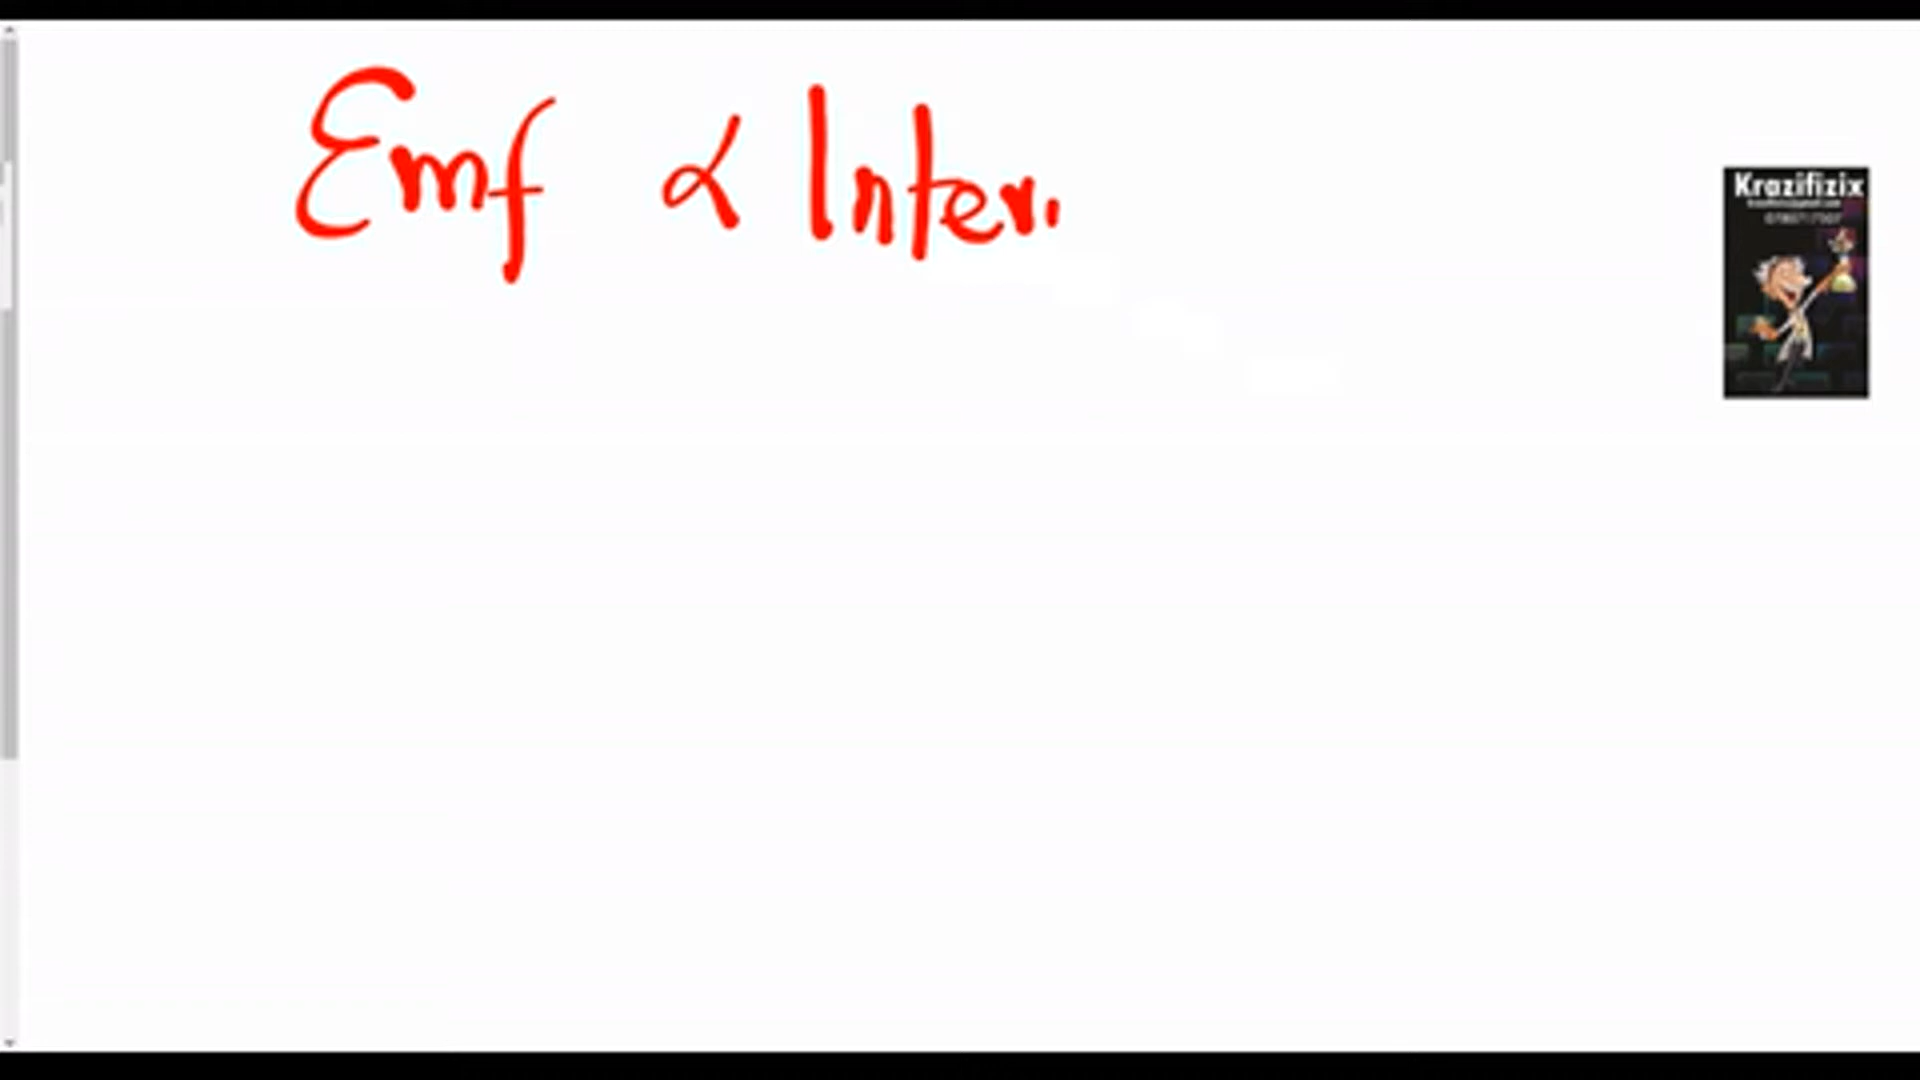 Emf α Inter.
Krazifizix